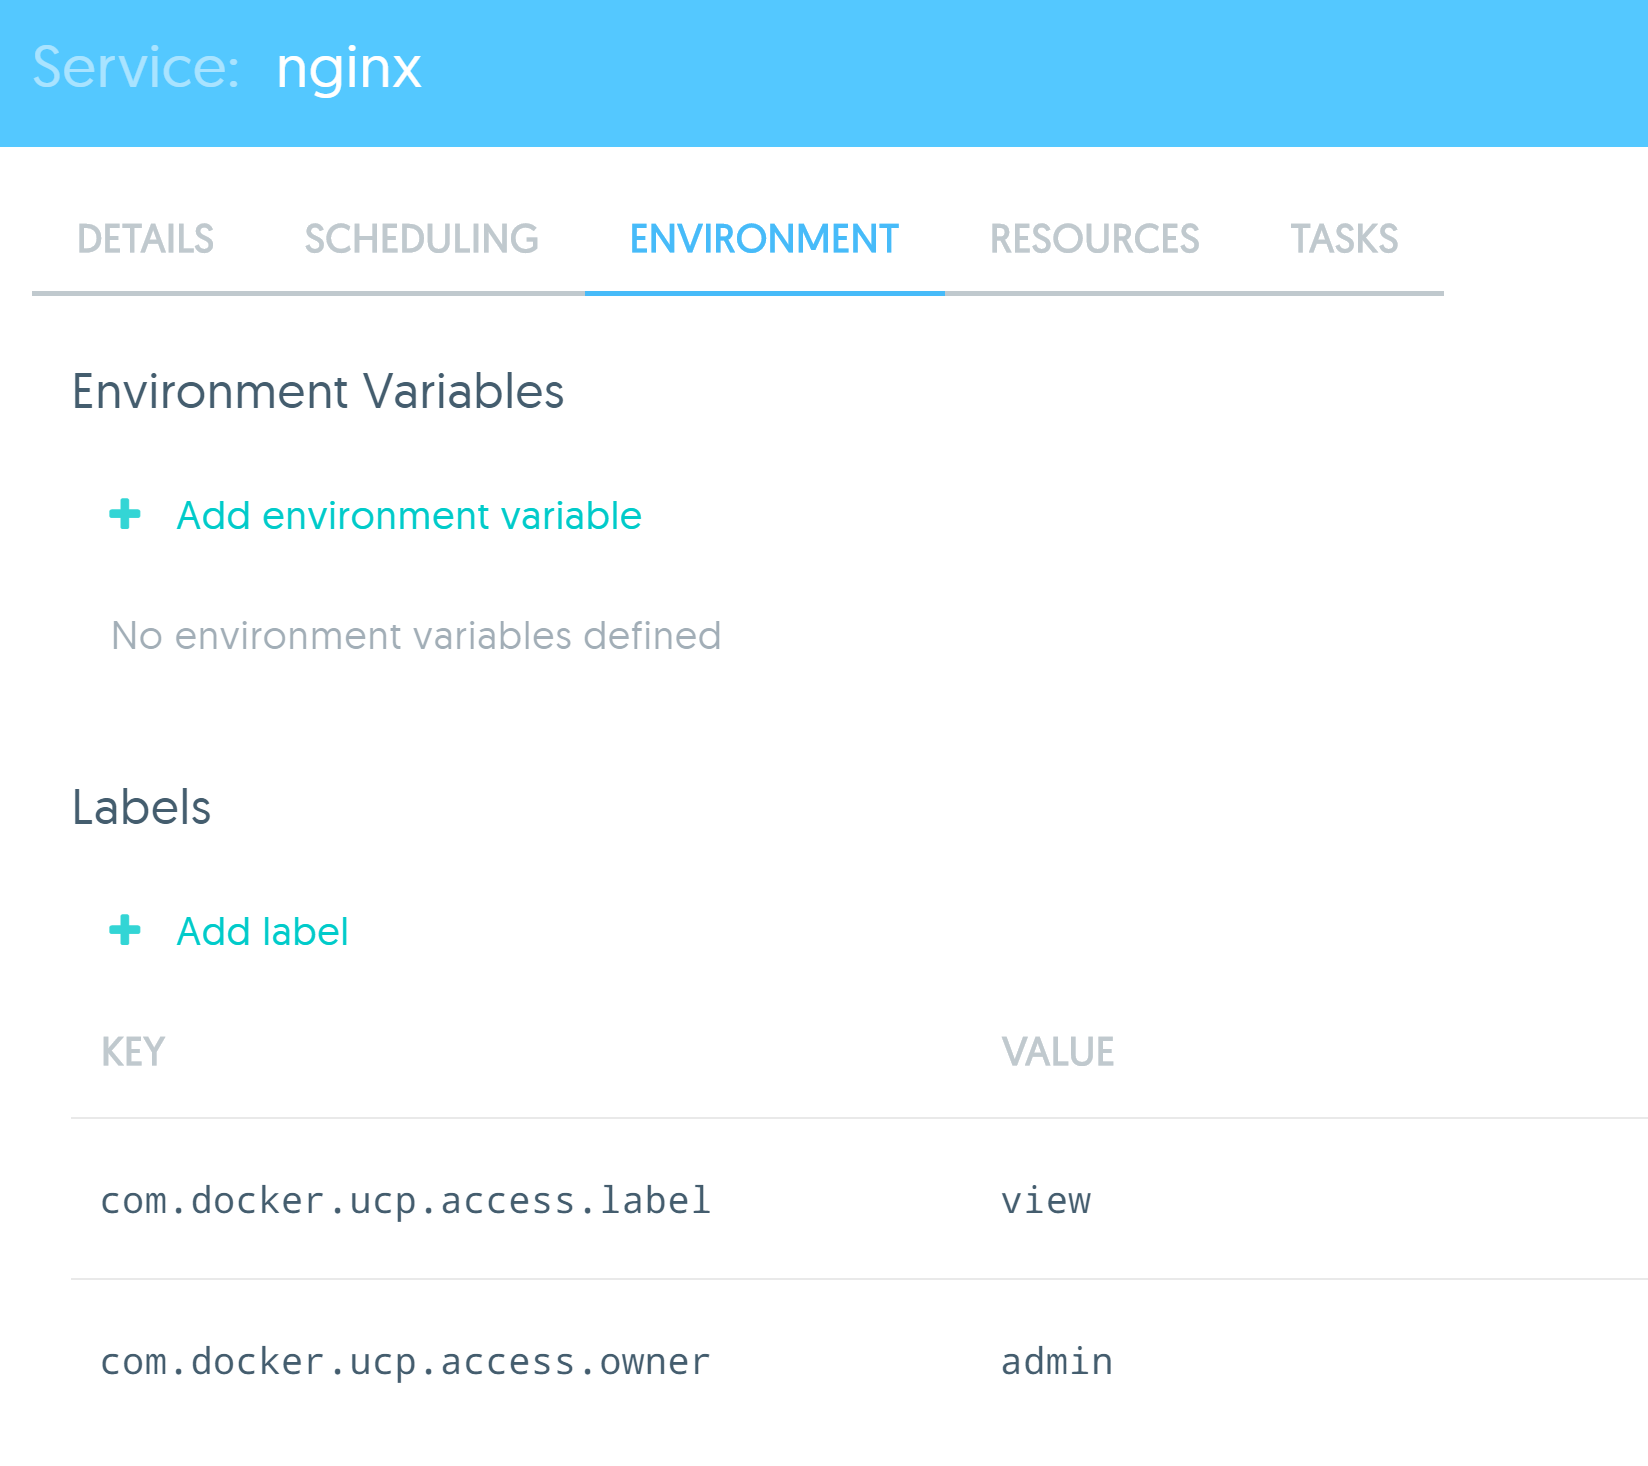 Service: nginx
DETAILS SCHEDULING ENVIRONMENT RESOURCES TASKS
Environment Variables
Add environment variable
No environment variables defined
Labels
Add label
KEY VALUE
com.docker.ucp.access.label view
com.docker.ucp.access.owner admin